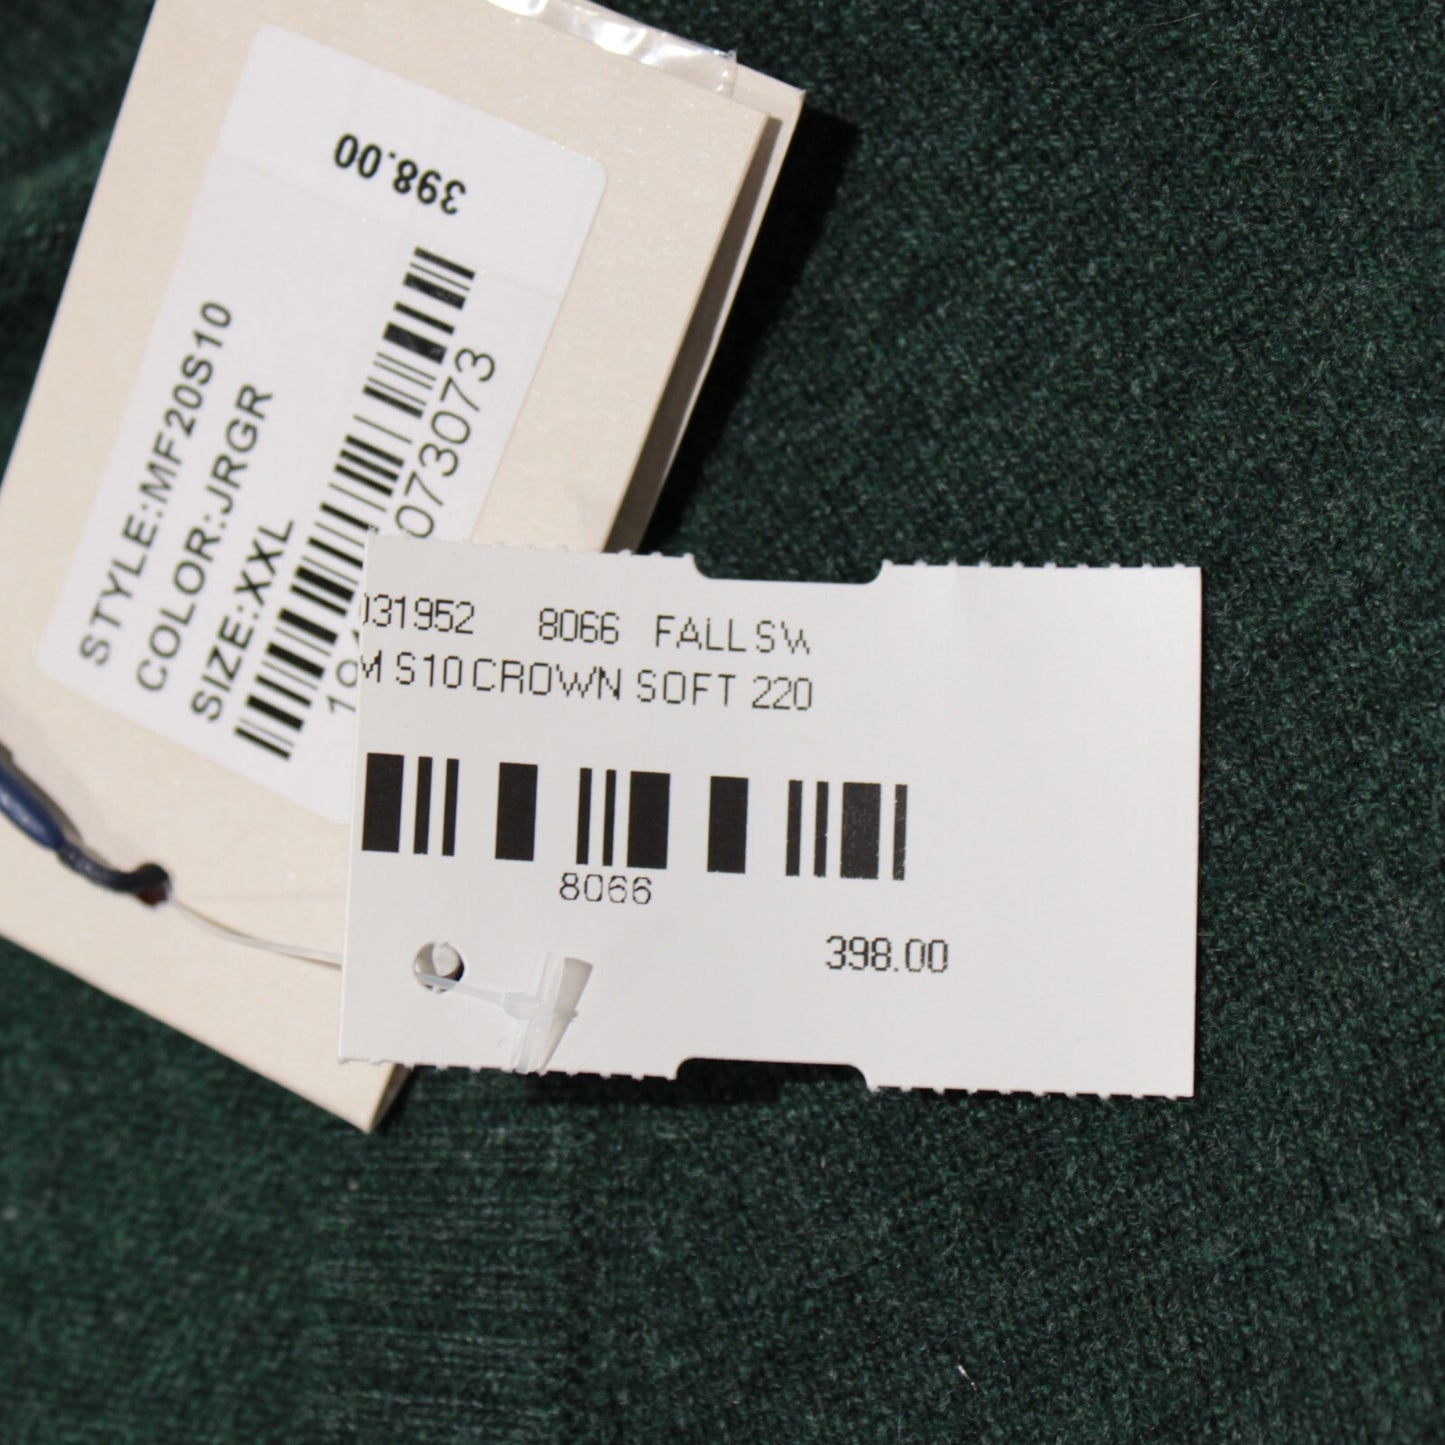 398.00
STYLE:MF20S10
COLOR:JRGR
SIZE:XXL
073073
031952 8066 FALL SW
M S10 CROWN SOFT 220
8066
398.00